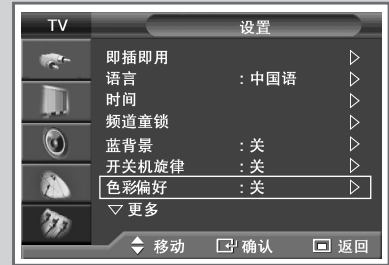 TV 设置
即插即用
语言 : 中国语
时间
频道童锁
蓝背景 : 关
开关机旋律 : 关
色彩偏好 : 关
▽更多
移动 确认 返回